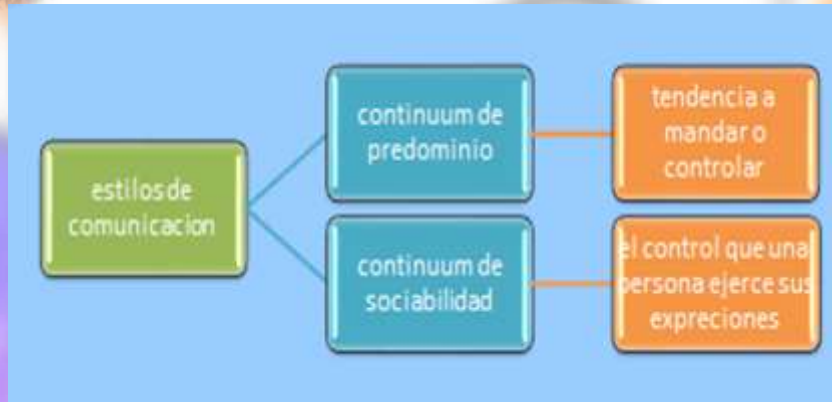 estilos de
comunicacion
continuum de
predominio
tendencia a
mandar o
controlar
continuum de
sociabilidad
el control que una
persona ejerce sus
expreciones